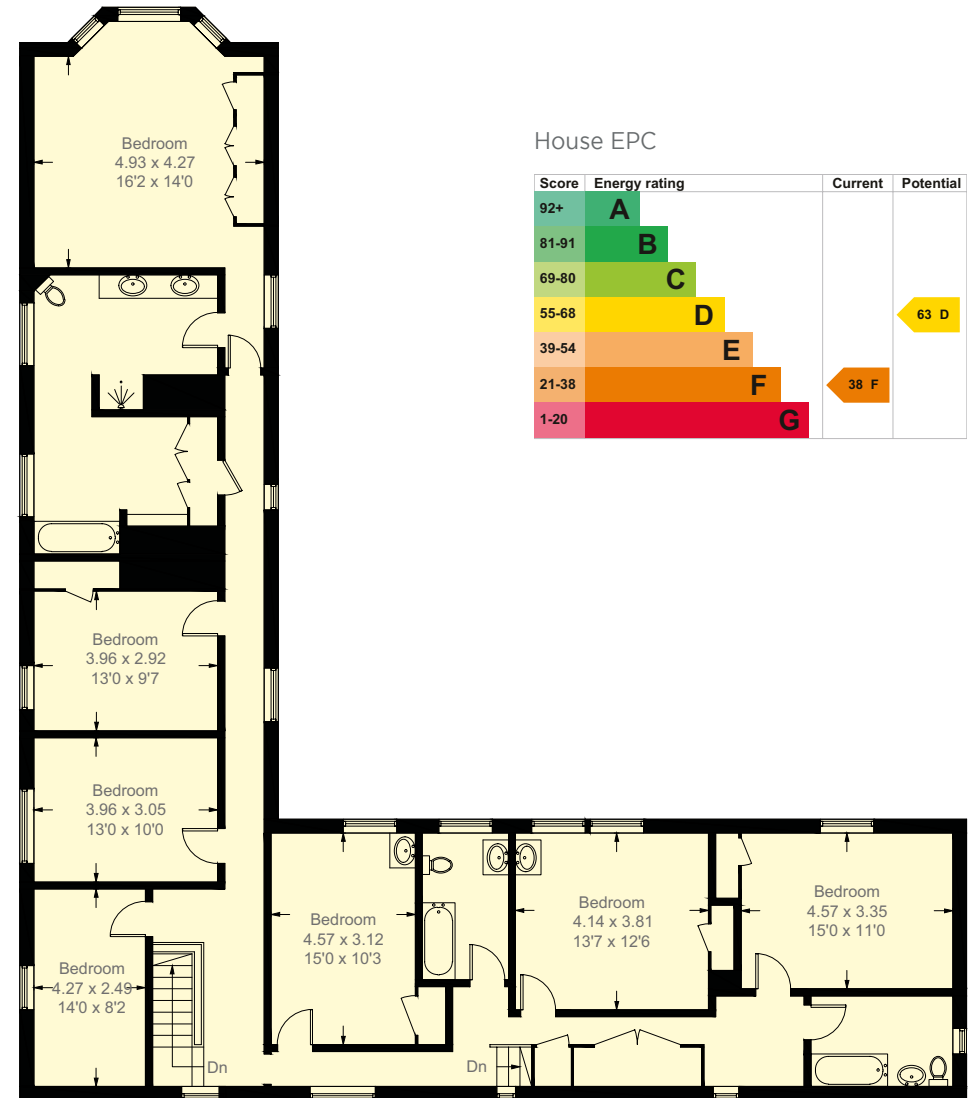 Bedroom
4.93 x 4.27
16'2 x 14'0
House EPC
Score Energy rating Current Potential
92+ A
81-91 B
69-80 C
55-68 D 63 D
39-54 E
21-38 F 38 F
1-20 G
Bedroom
3.96 x 2.92
13'0 x 9'7
Bedroom
3.96 x 3.05
13'0 x 10'0
Bedroom
4.27 x 2.49
14'0 x 8'2
Dn
Bedroom
4.57 x 3.12
15'0 x 10'3
Dn
Bedroom
4.14 x 3.81
13'7 x 12'6
Bedroom
4.57 x 3.35
15'0 x 11'0